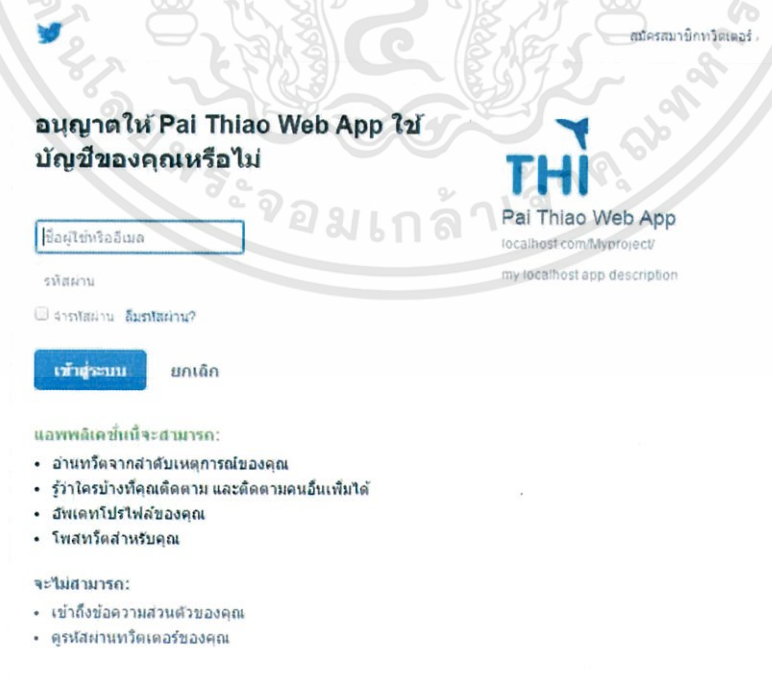 สมัครสมาชิกทวิตเตอร์
อนุญาตให้ Pai Thiao Web App ใช้
บัญชีของคุณหรือไม่
ชื่อผู้ใช้หรืออีเมล
รหัสผ่าน
จำรหัสผ่าน ลืมรหัสผ่าน?
เข้าสู่ระบบ ยกเลิก
THI
Pai Thiao Web App
localhost.com/Myproject/
my localhost app description
แอพพลิเคชั่นนี้จะสามารถ:
• อ่านทวีตจากลำดับเหตุการณ์ของคุณ
• รู้ว่าใครบ้างที่คุณติดตาม และติดตามคนอื่นเพิ่มได้
• อัพเดทโปรไฟล์ของคุณ
• โพสทวีตสำหรับคุณ
จะไม่สามารถ:
• เข้าถึงข้อความส่วนตัวของคุณ
• ดูรหัสผ่านทวิตเตอร์ของคุณ